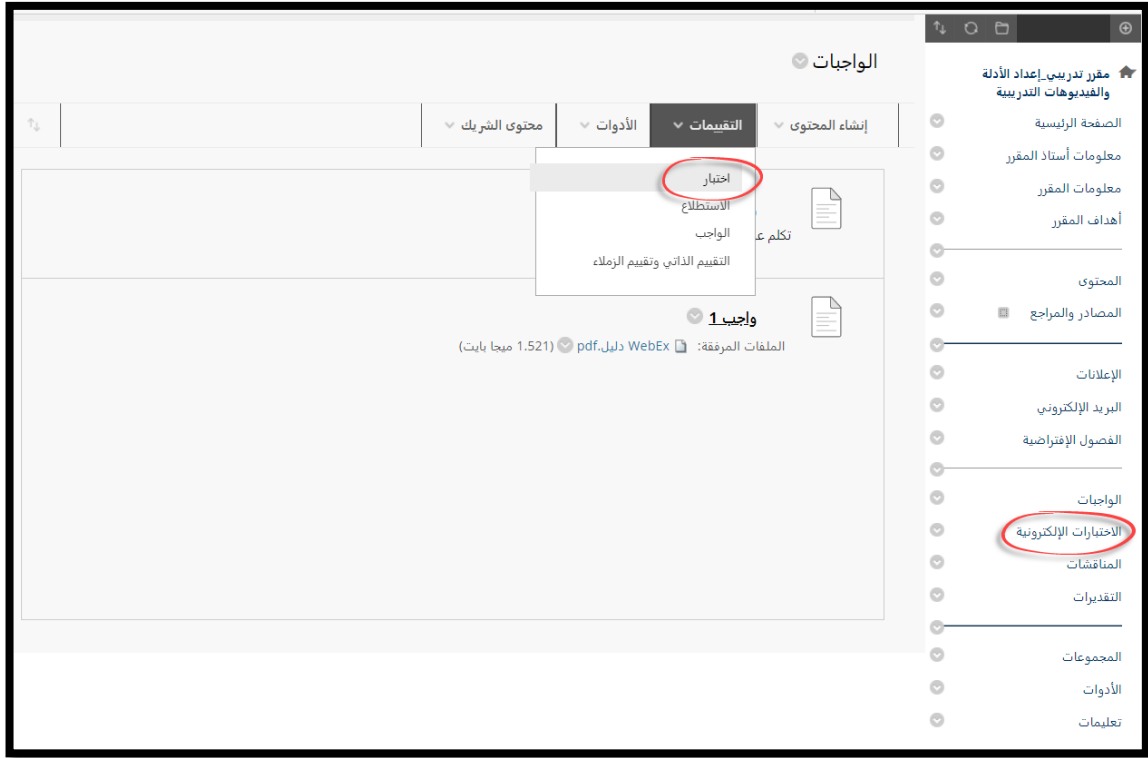 مقرر تدريبي_إعداد الأدلة
والفيديوهات التدريبية
الصفحة الرئيسية
معلومات أستاذ المقرر
معلومات المقرر
أهداف المقرر
المحتوى
المصادر والمراجع
الإعلانات
البريد الإلكتروني
الفصول الإفتراضية
الواجبات
الاختبارات الإلكترونية
المناقشات
التقديرات
المجموعات
الأدوات
تعليمات
الواجبات
إنشاء المحتوى التقييمات الأدوات محتوى الشريك
اختبار
الاستطلاع
الواجب
التقييم الذاتي وتقييم الزملاء
تكلم
واجب 1
الملفات المرفقة: WebEx دليل.pdf (1.521 ميجا بايت)